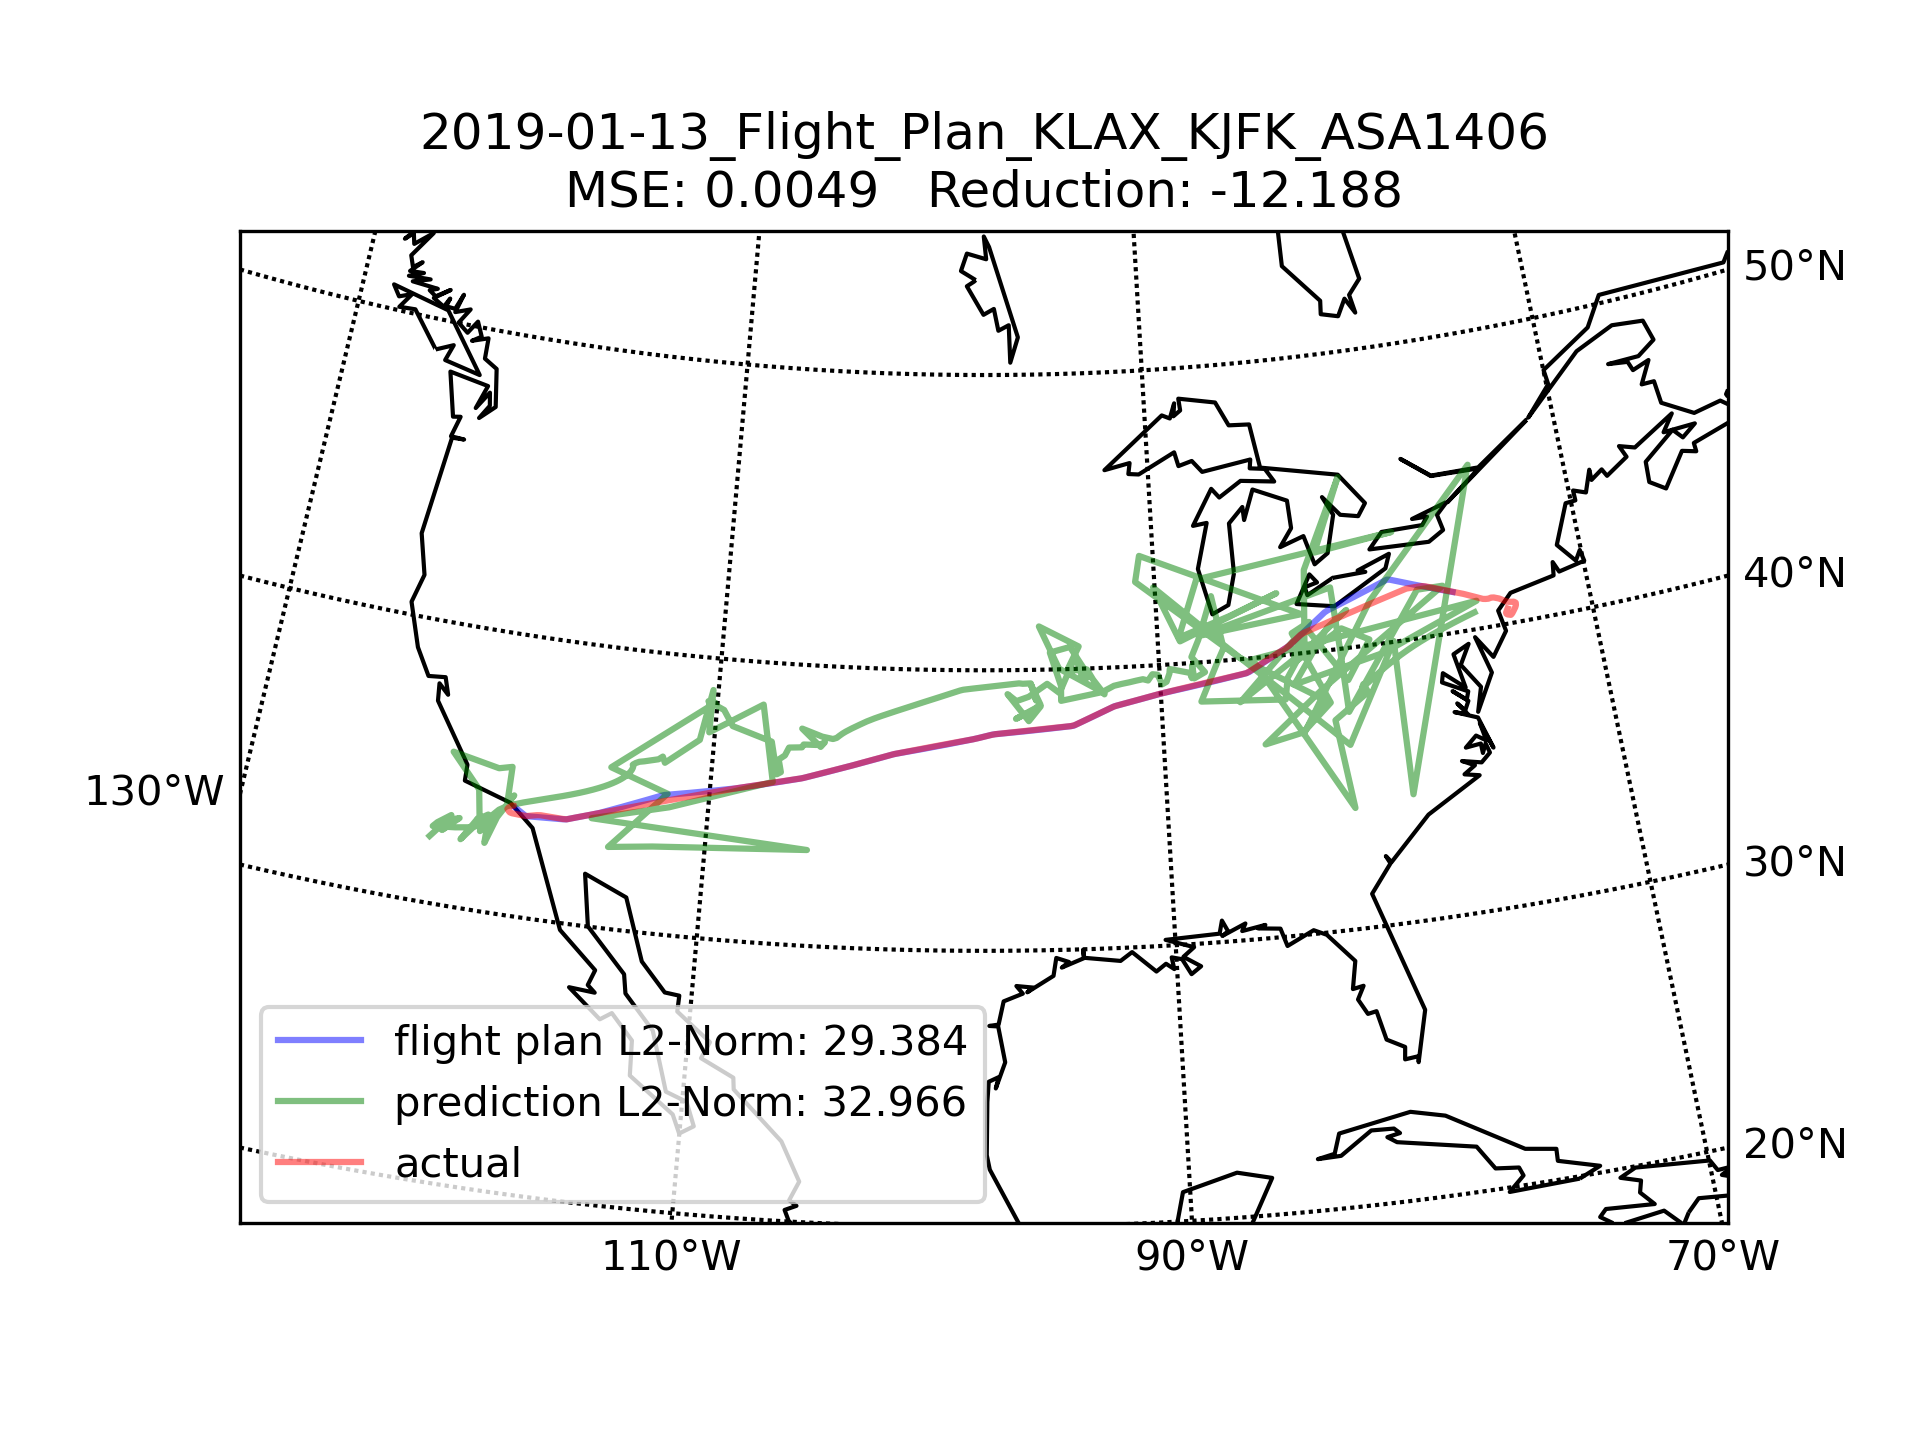 2019-01-13_Flight_Plan_KLAX_KJFK_ASA1406
MSE: 0.0049   Reduction: -12.188
50°N
40°N
130°W
30°N
20°N
flight plan L2-Norm: 29.384
prediction L2-Norm: 32.966
actual
110°W
90°W
70°W